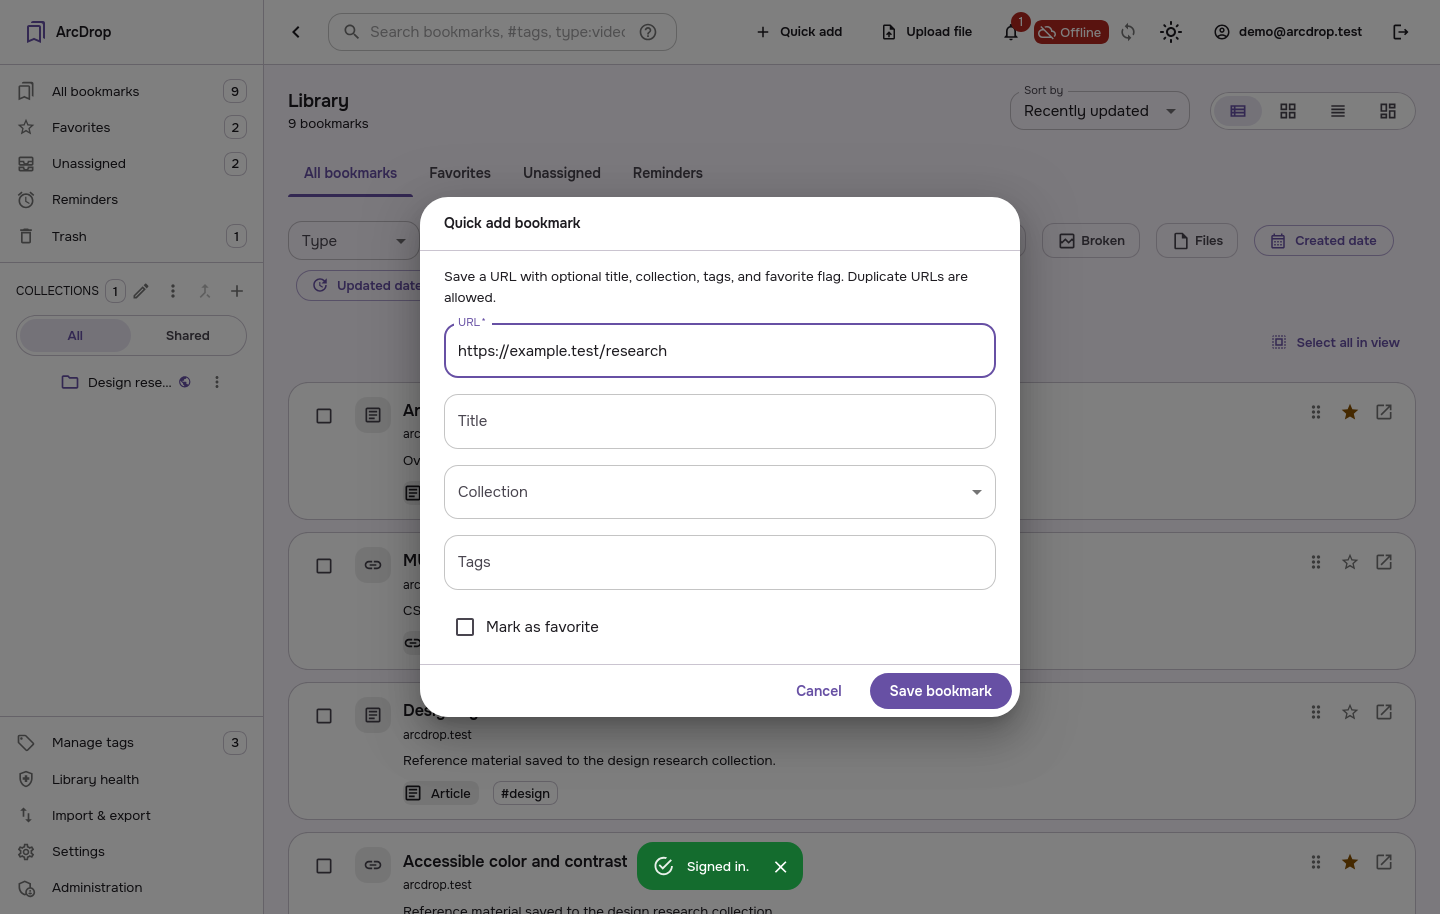 ArcDrop
Search bookmarks, #tags, type:videc
Quick add
Upload file
1
Offline
demo@arcdrop.test
All bookmarks 9
Favorites 2
Unassigned 2
Reminders
Trash 1
COLLECTIONS 1
All Shared
Design rese...
Manage tags 3
Library health
Import & export
Settings
Administration
Library
9 bookmarks
Sort by
Recently updated
All bookmarks Favorites Unassigned Reminders
Type
Broken
Files
Created date
Updated date
Select all in view
Quick add bookmark
Save a URL with optional title, collection, tags, and favorite flag. Duplicate URLs are
allowed.
URL *
https://example.test/research
Title
Collection
Tags
Mark as favorite
Cancel
Save bookmark
arcdrop.test
Reference material saved to the design research collection.
Article #design
Accessible color and contrast
arcdrop.test
Reference material saved to the design research collection.
Signed in.